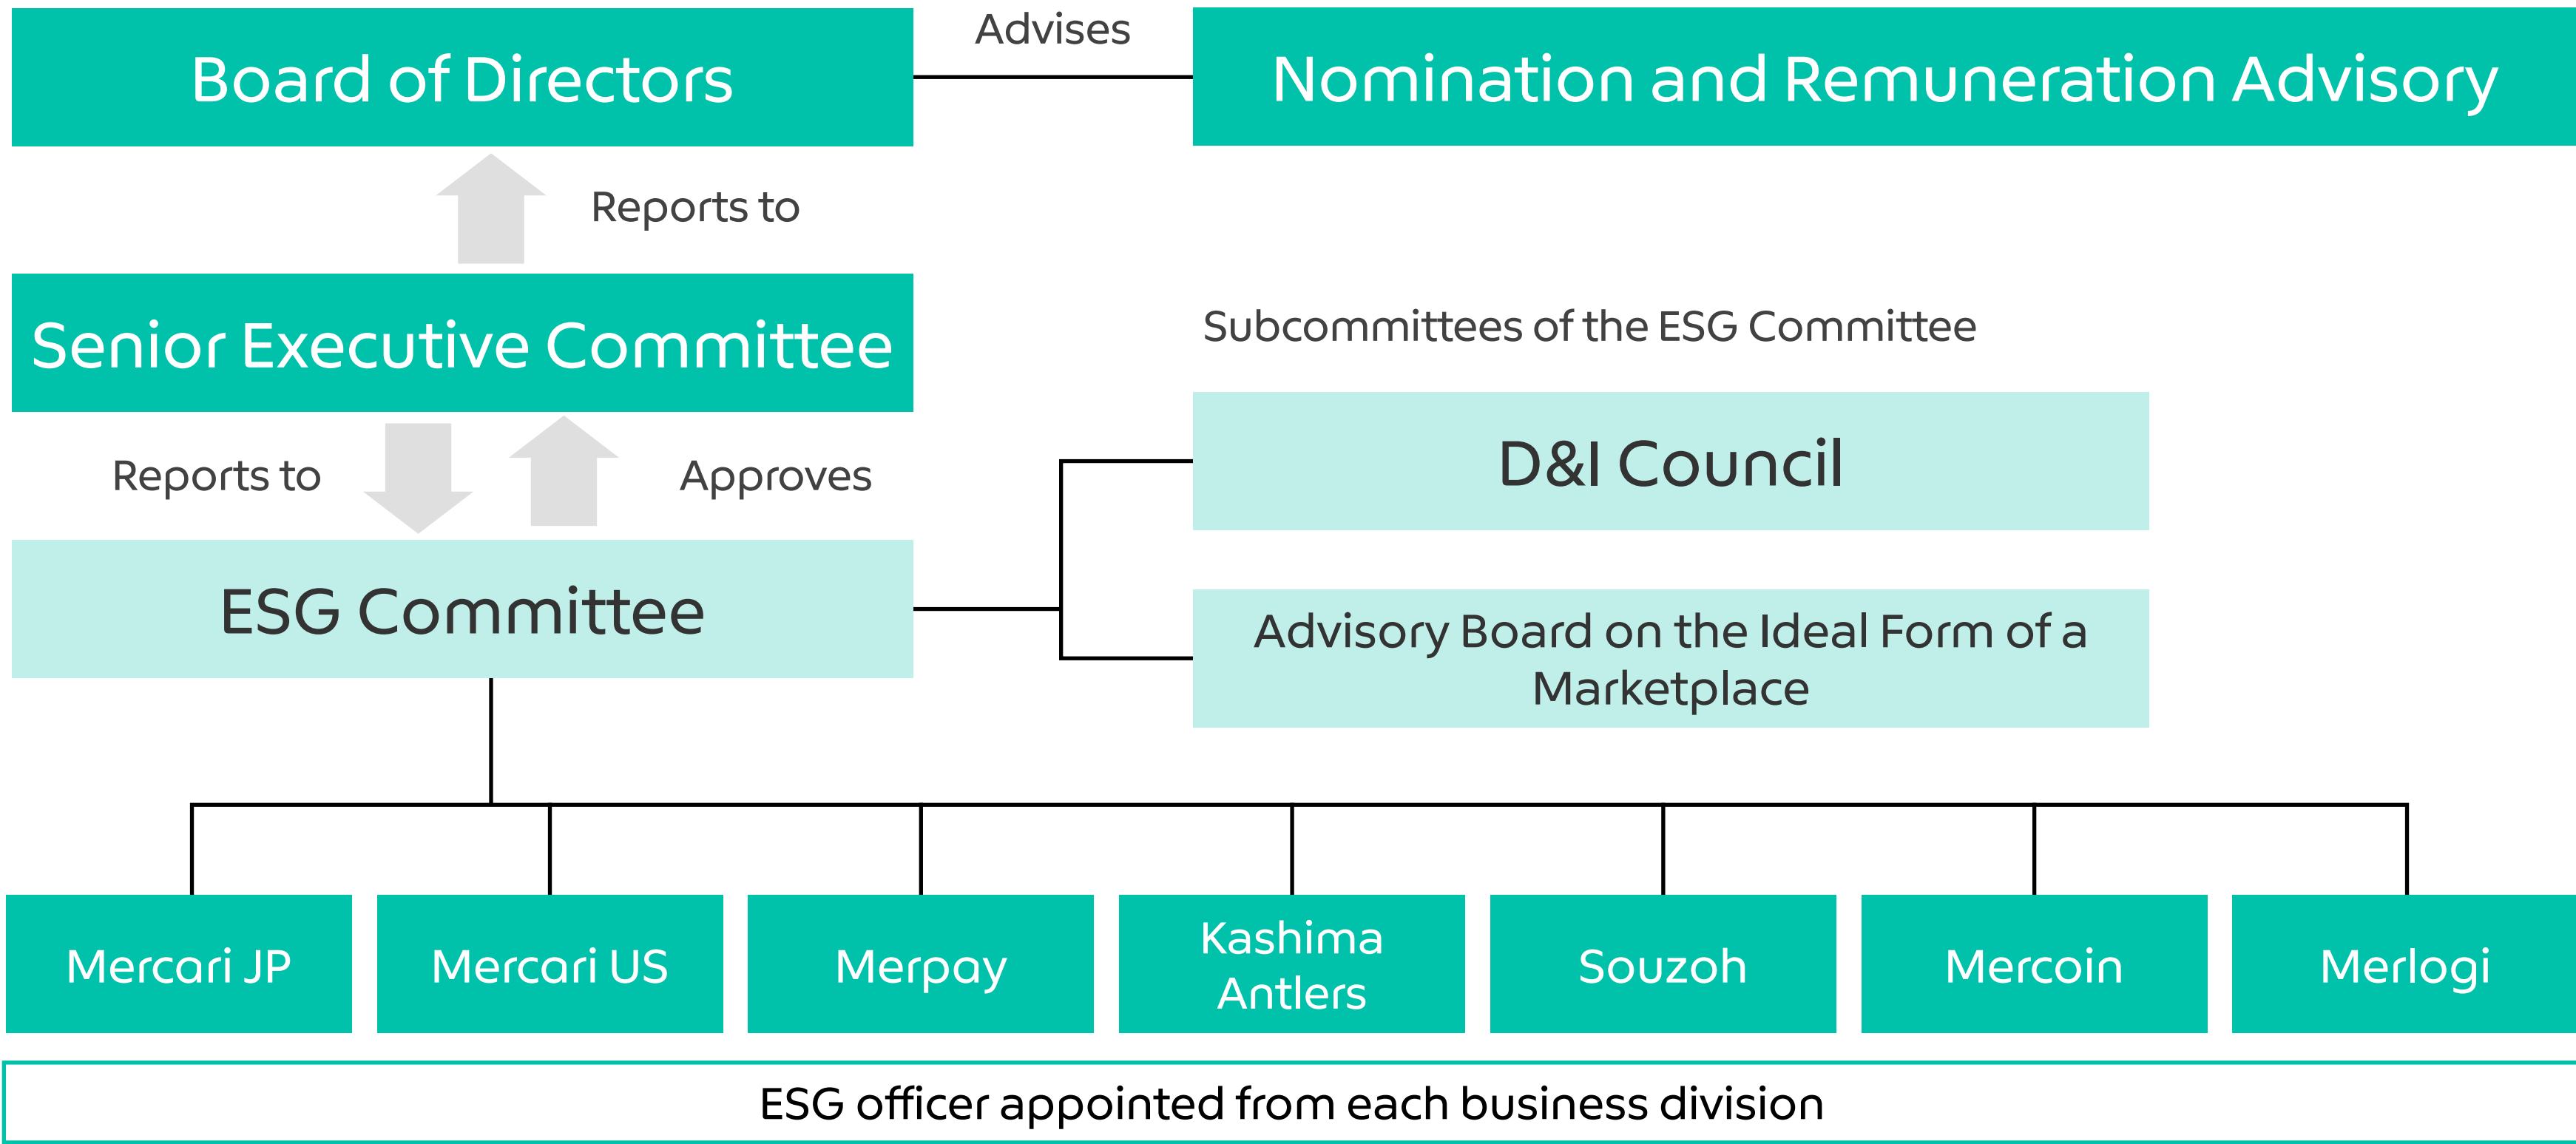 Board of Directors
Advises
Nomination and Remuneration Advisory
Reports to
Senior Executive Committee
Subcommittees of the ESG Committee
Reports to
Approves
D&I Council
ESG Committee
Advisory Board on the Ideal Form of a
Marketplace
Mercari JP
Mercari US
Merpay
Kashima
Antlers
Souzoh
Mercoin
Merlogi
ESG officer appointed from each business division